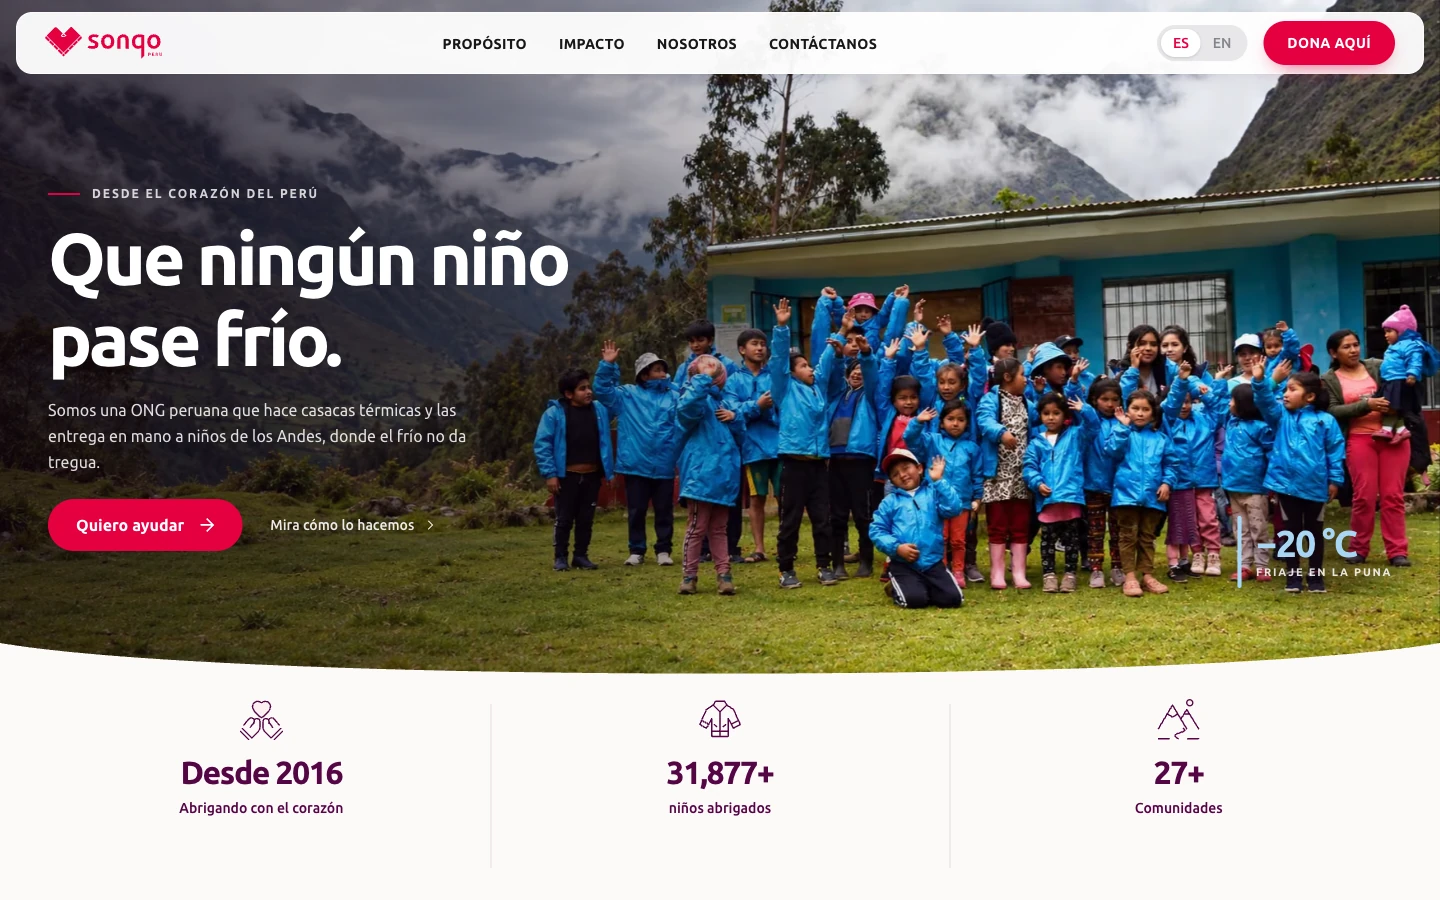 sonqo
PERÚ
PROPÓSITO
IMPACTO
NOSOTROS
CONTÁCTANOS
ES
EN
DONA AQUÍ
DESDE EL CORAZÓN DEL PERÚ
Que ningún niño
pase frío.
Somos una ONG peruana que hace casacas térmicas y las
entrega en mano a niños de los Andes, donde el frío no da
tregua.
Quiero ayudar
Mira cómo lo hacemos
–20 °C
FRIAJE EN LA PUNA
Desde 2016
Abrigando con el corazón
31,877+
niños abrigados
27+
Comunidades